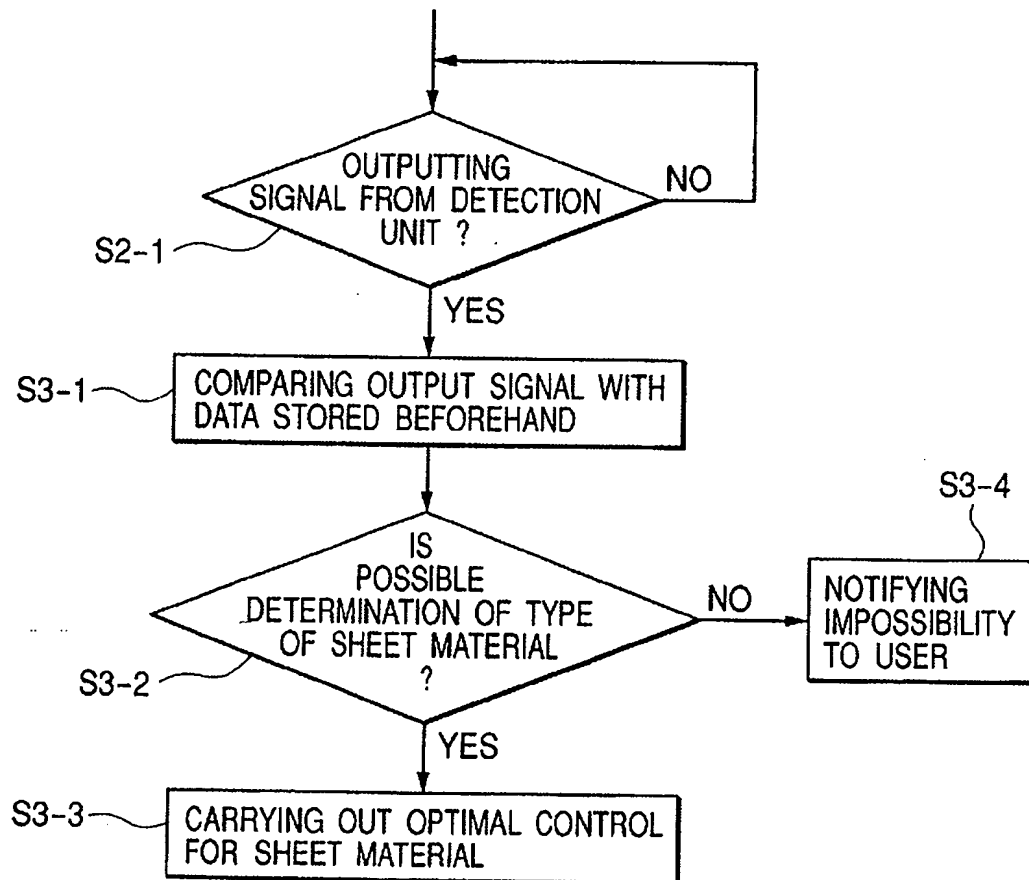 OUTPUTTING
SIGNAL FROM DETECTION
UNIT ?
NO
S2-1
YES
S3-1
COMPARING OUTPUT SIGNAL WITH
DATA STORED BEFOREHAND
S3-4
IS
POSSIBLE
DETERMINATION OF TYPE
OF SHEET MATERIAL
?
NO
NOTIFYING
IMPOSSIBILITY
TO USER
S3-2
YES
S3-3
CARRYING OUT OPTIMAL CONTROL
FOR SHEET MATERIAL